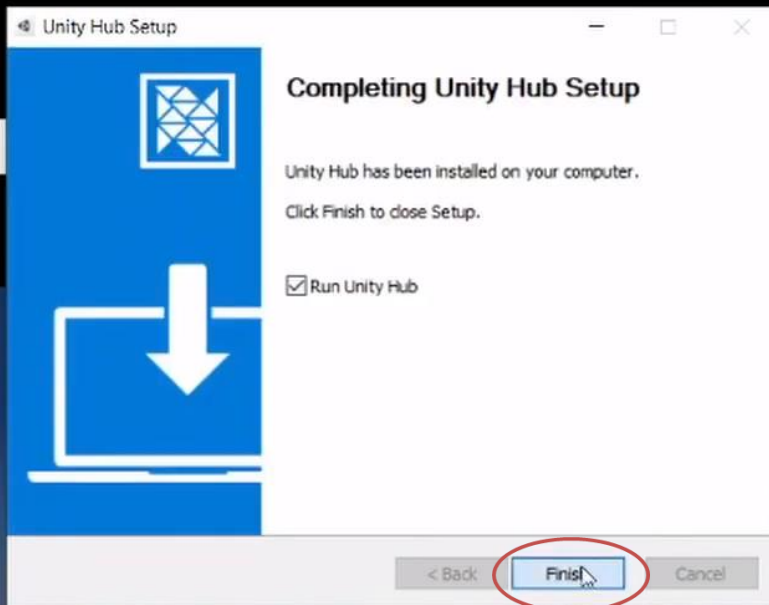 Unity Hub Setup
Completing Unity Hub Setup
Unity Hub has been installed on your computer.
Click Finish to close Setup.
Run Unity Hub
< Back
Finish
Cancel